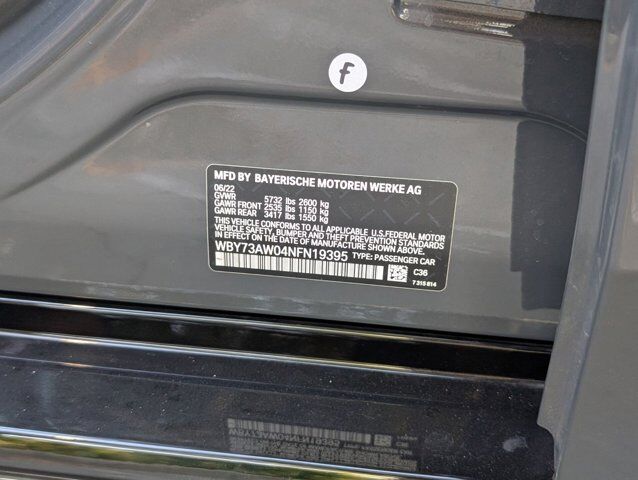 f
MFD BY BAYERISCHE MOTOREN WERKE AG
06/22
GVWR 5732 lbs 2600 kg
GAWR FRONT 2535 lbs 1150 kg
GAWR REAR 3417 lbs 1550 kg
THIS VEHICLE CONFORMS TO ALL APPLICABLE U.S.FEDERAL MOTOR
VEHICLE SAFETY, BUMPER AND THEFT PREVENTION STANDARDS
IN EFFECT ON THE DATE OF MANUFACTURE SHOWN ABOVE.
WBY73AW04NFN19395 TYPE: PASSENGER CAR
C36
7 315 614